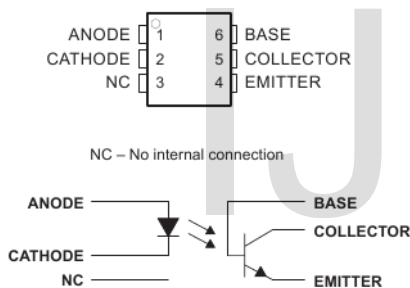 ANODE 1 6 BASE
CATHODE 2 5 COLLECTOR
NC 3 4 EMITTER
NC – No internal connection
ANODE BASE
COLLECTOR
CATHODE
NC EMITTER
IJ